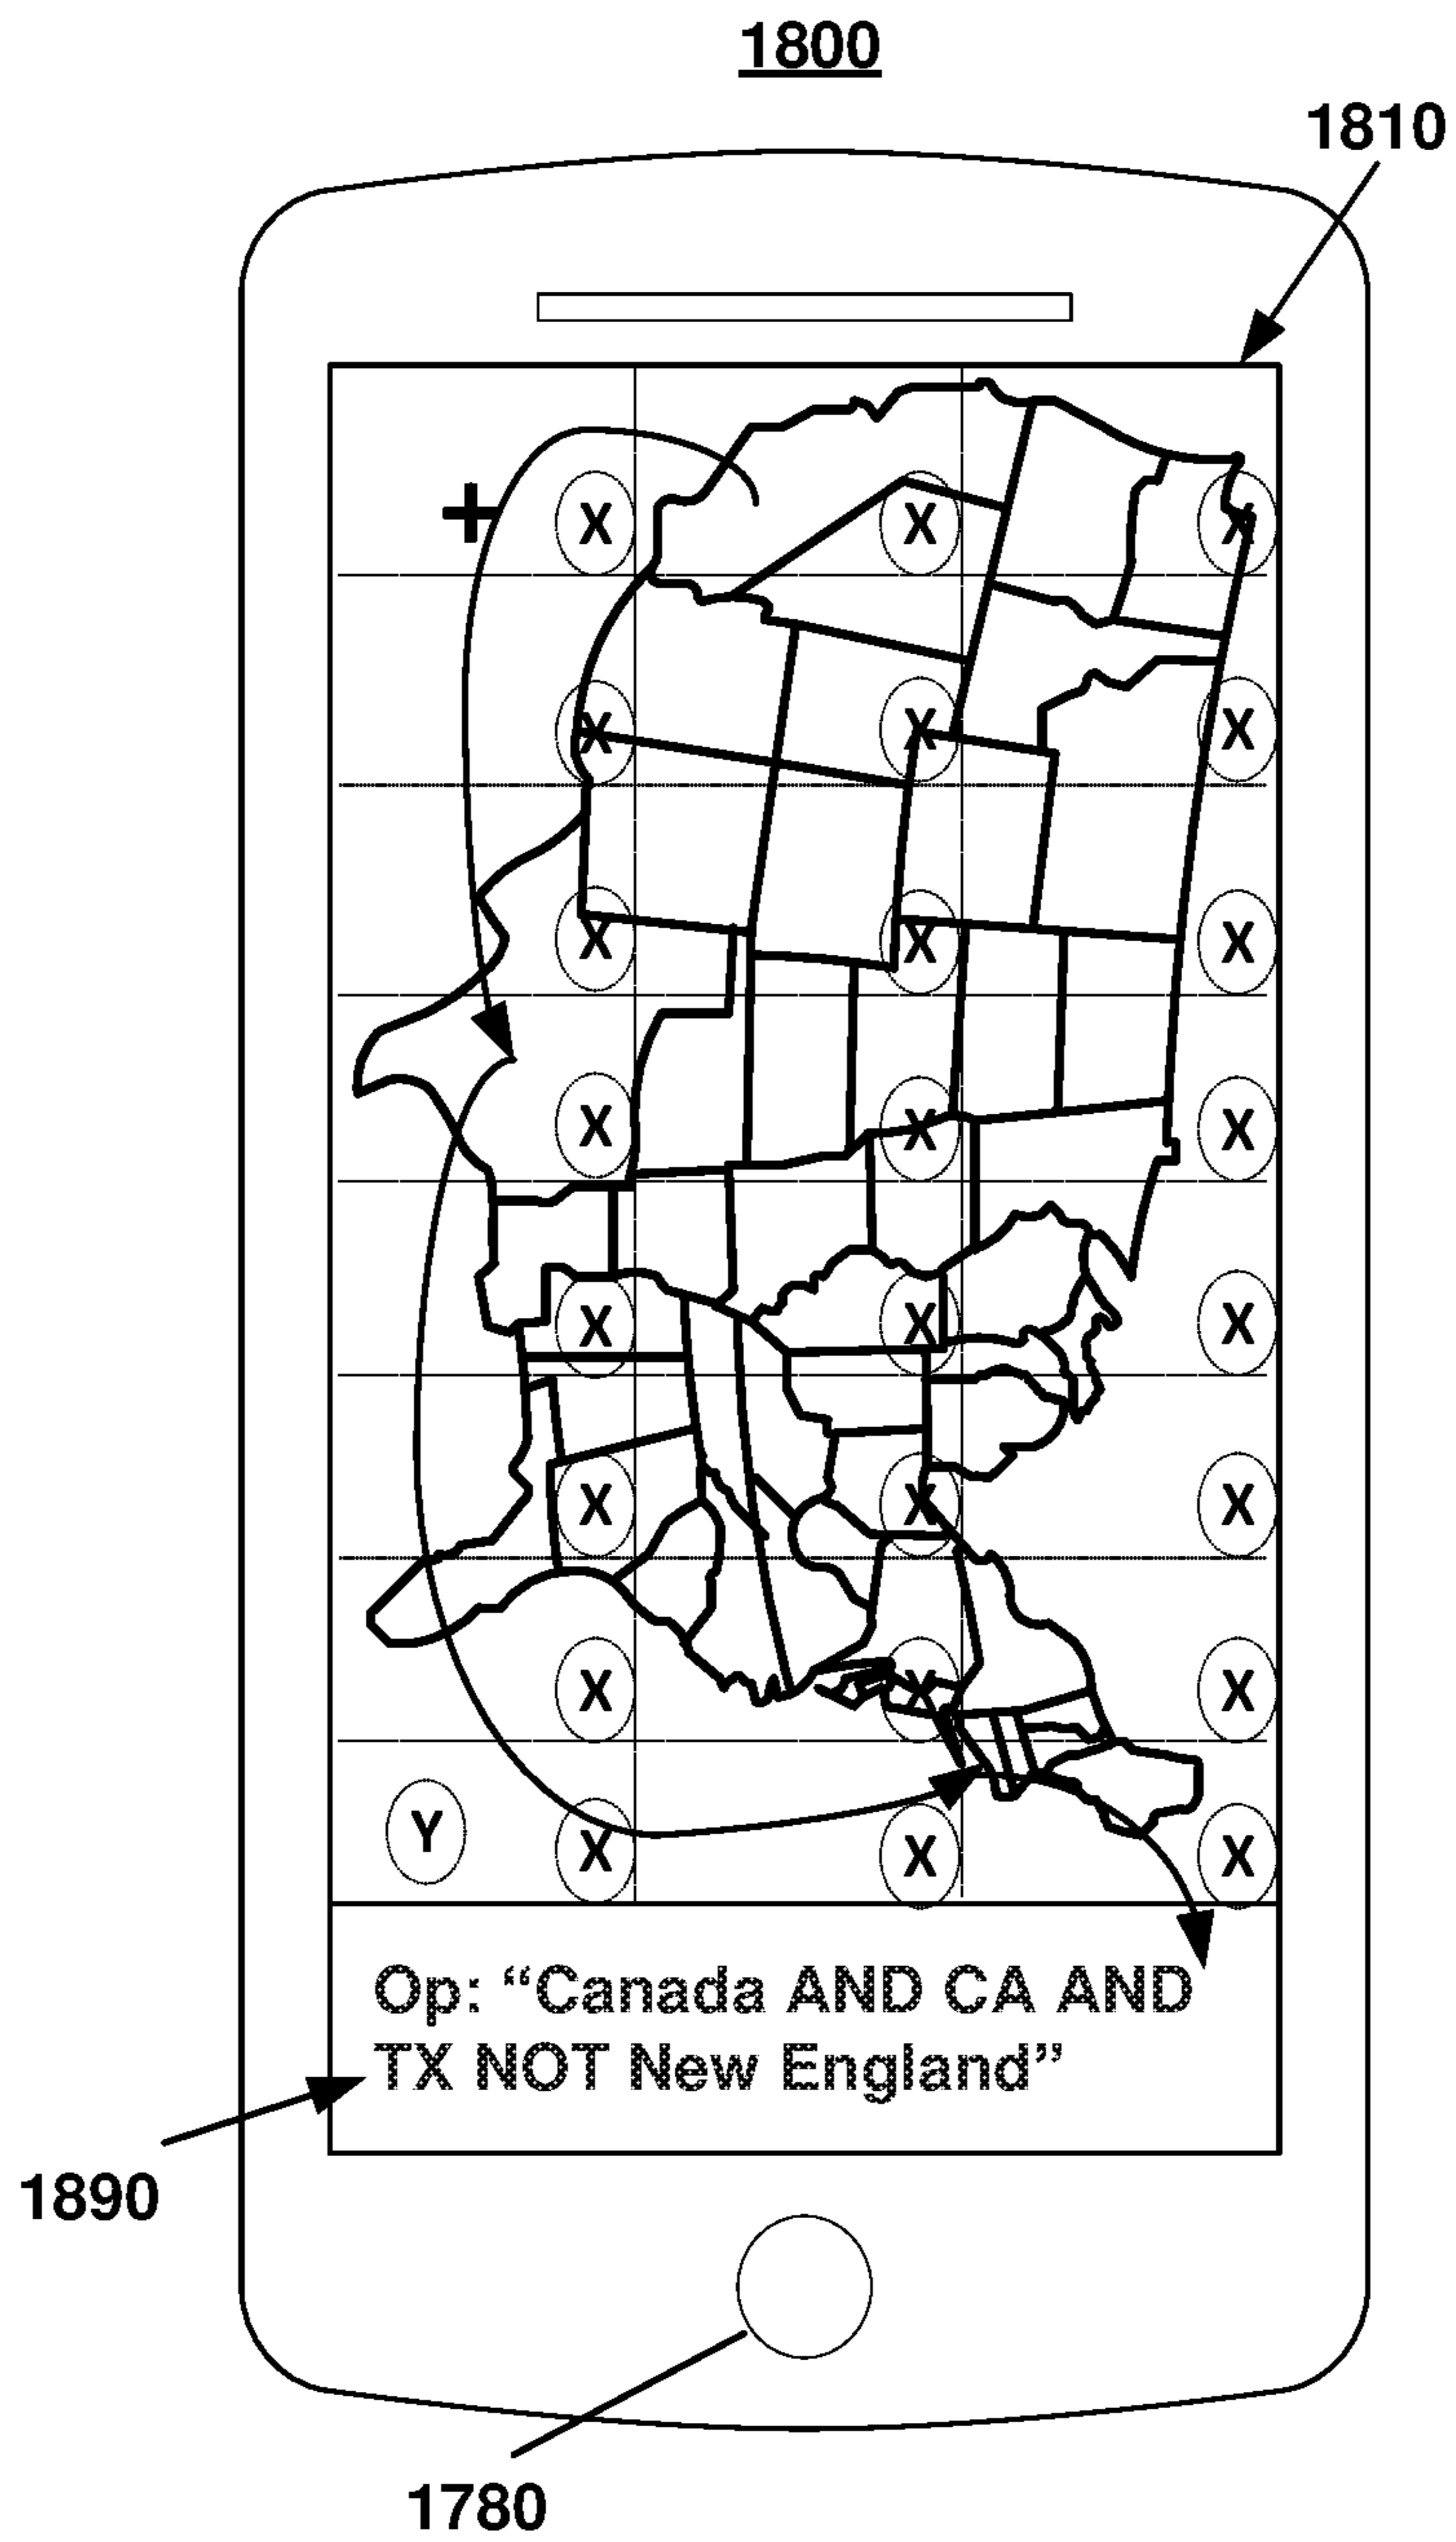 1800
1810
+
X X X
X X X
X X X
X X X
X X X
X X X
X X X
Y X X X
Op: “Canada AND CA AND
TX NOT New England”
1890
1780